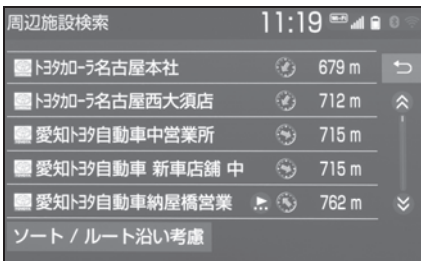 周辺施設検索 11:19
トヨタカローラ名古屋本社 679 m
トヨタカローラ名古屋西大須店 712 m
愛知トヨタ自動車中営業所 715 m
愛知トヨタ自動車 新車店舗 中 715 m
愛知トヨタ自動車納屋橋営業 762 m
ソート / ルート沿い考慮